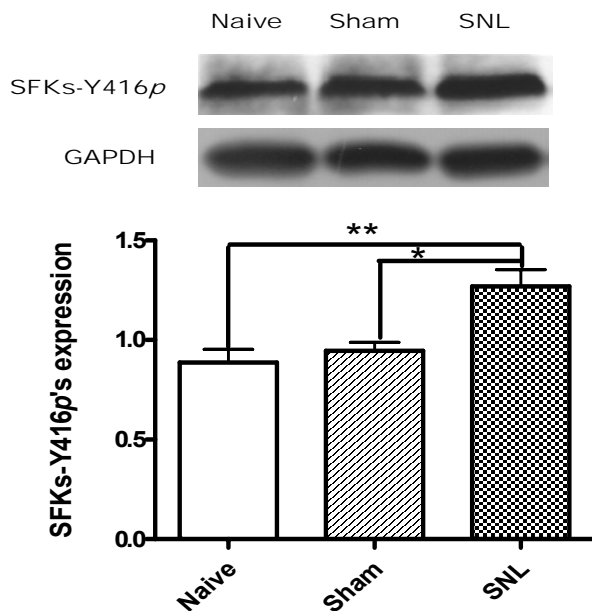 Naive Sham SNL
SFKs-Y416p
GAPDH
SFKs-Y416p's expression
1.5
1.0
0.5
0.0
**
*
Naive Sham SNL